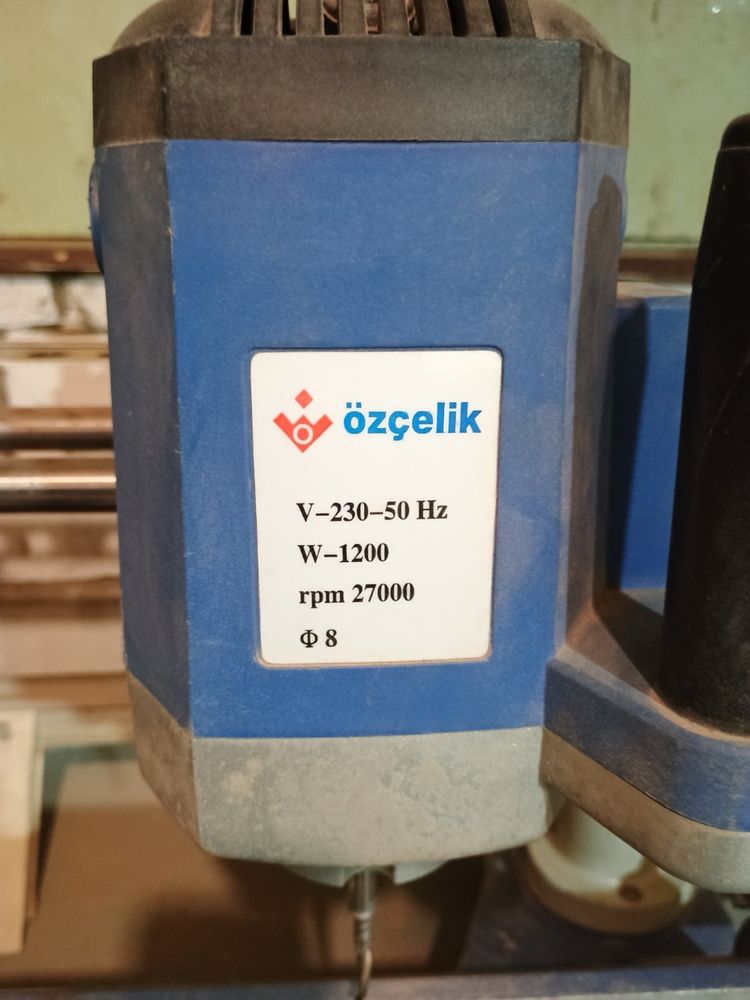 özçelik
V–230–50 Hz
W–1200
rpm 27000
Φ 8